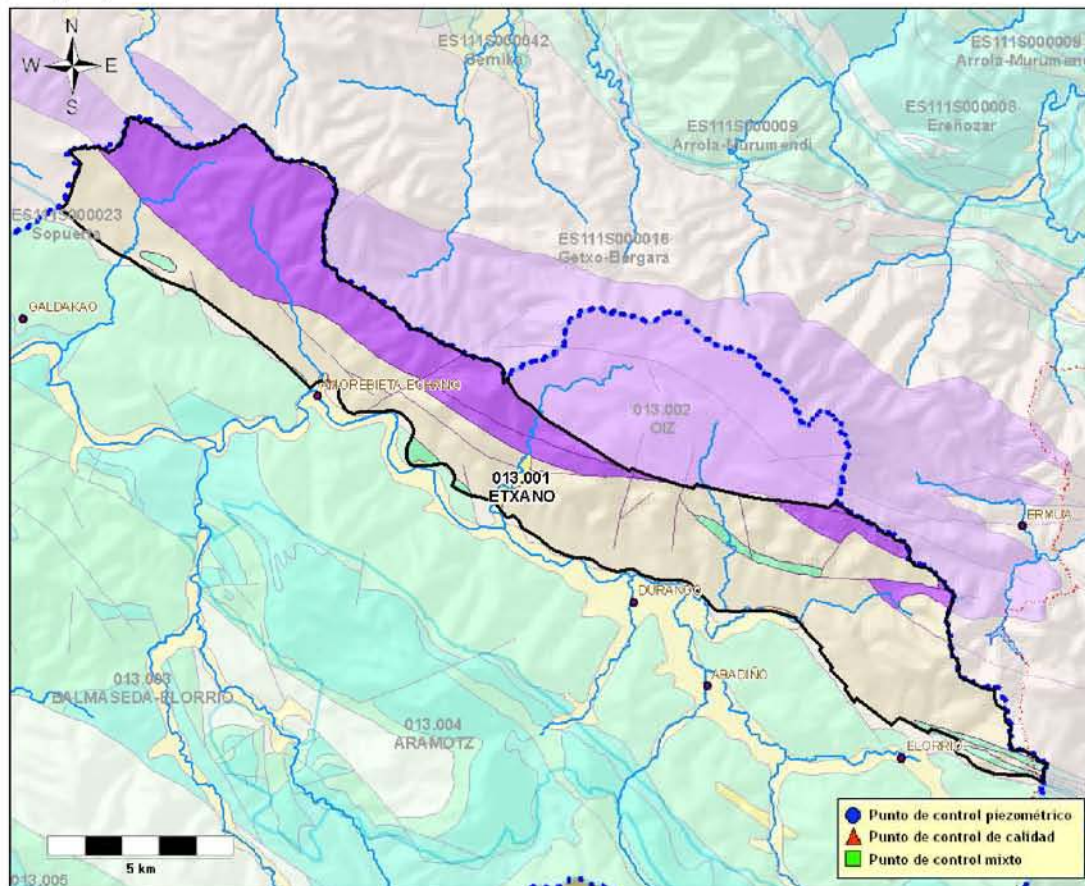 N
W E
S
ES111S000042
Gernika
ES111S000009
Arrola-Murumendi
ES111S000008
Ereñozar
ES111S000009
Arrola-Murumendi
ES111S000023
Sopuerta
ES111S000016
Getxo-Bergara
GALDAKAO
AMOREBIETA-ECHANO
013.002
OIZ
013.001
ETXANO
ERMUA
DURANGO
013.003
BALMASEDA-ELORRIO
ABADIÑO
013.004
ARAMOTZ
ELORRIO
Punto de control piezométrico
Punto de control de calidad
Punto de control mixto
5 km
013.005